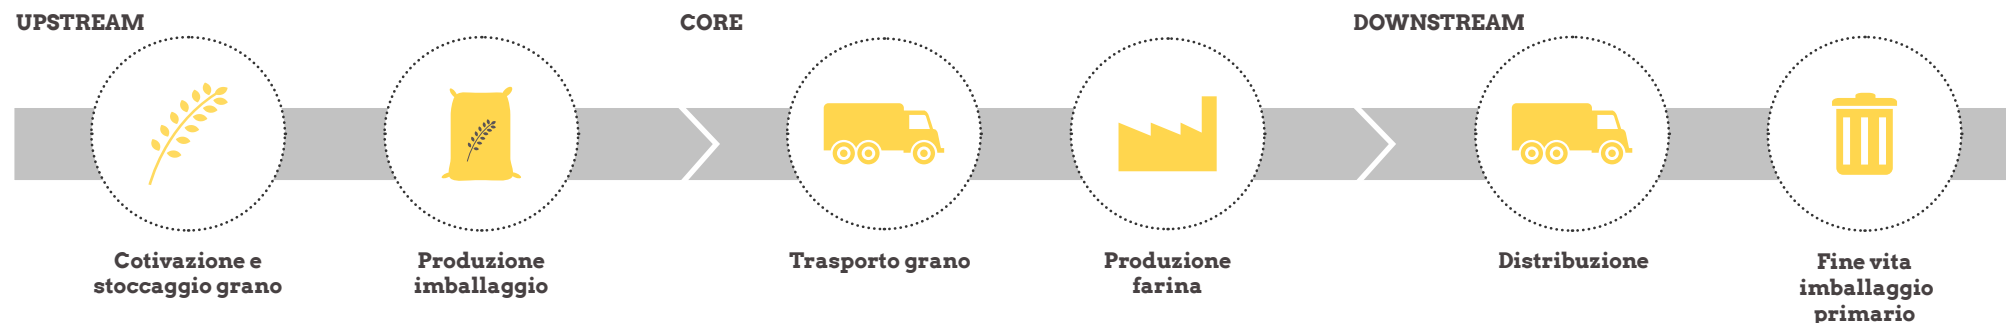 UPSTREAM
CORE
DOWNSTREAM
Cotivazione e
stoccaggio grano
Produzione
imballaggio
Trasporto grano
Produzione
farina
Distribuzione
Fine vita
imballaggio
primario